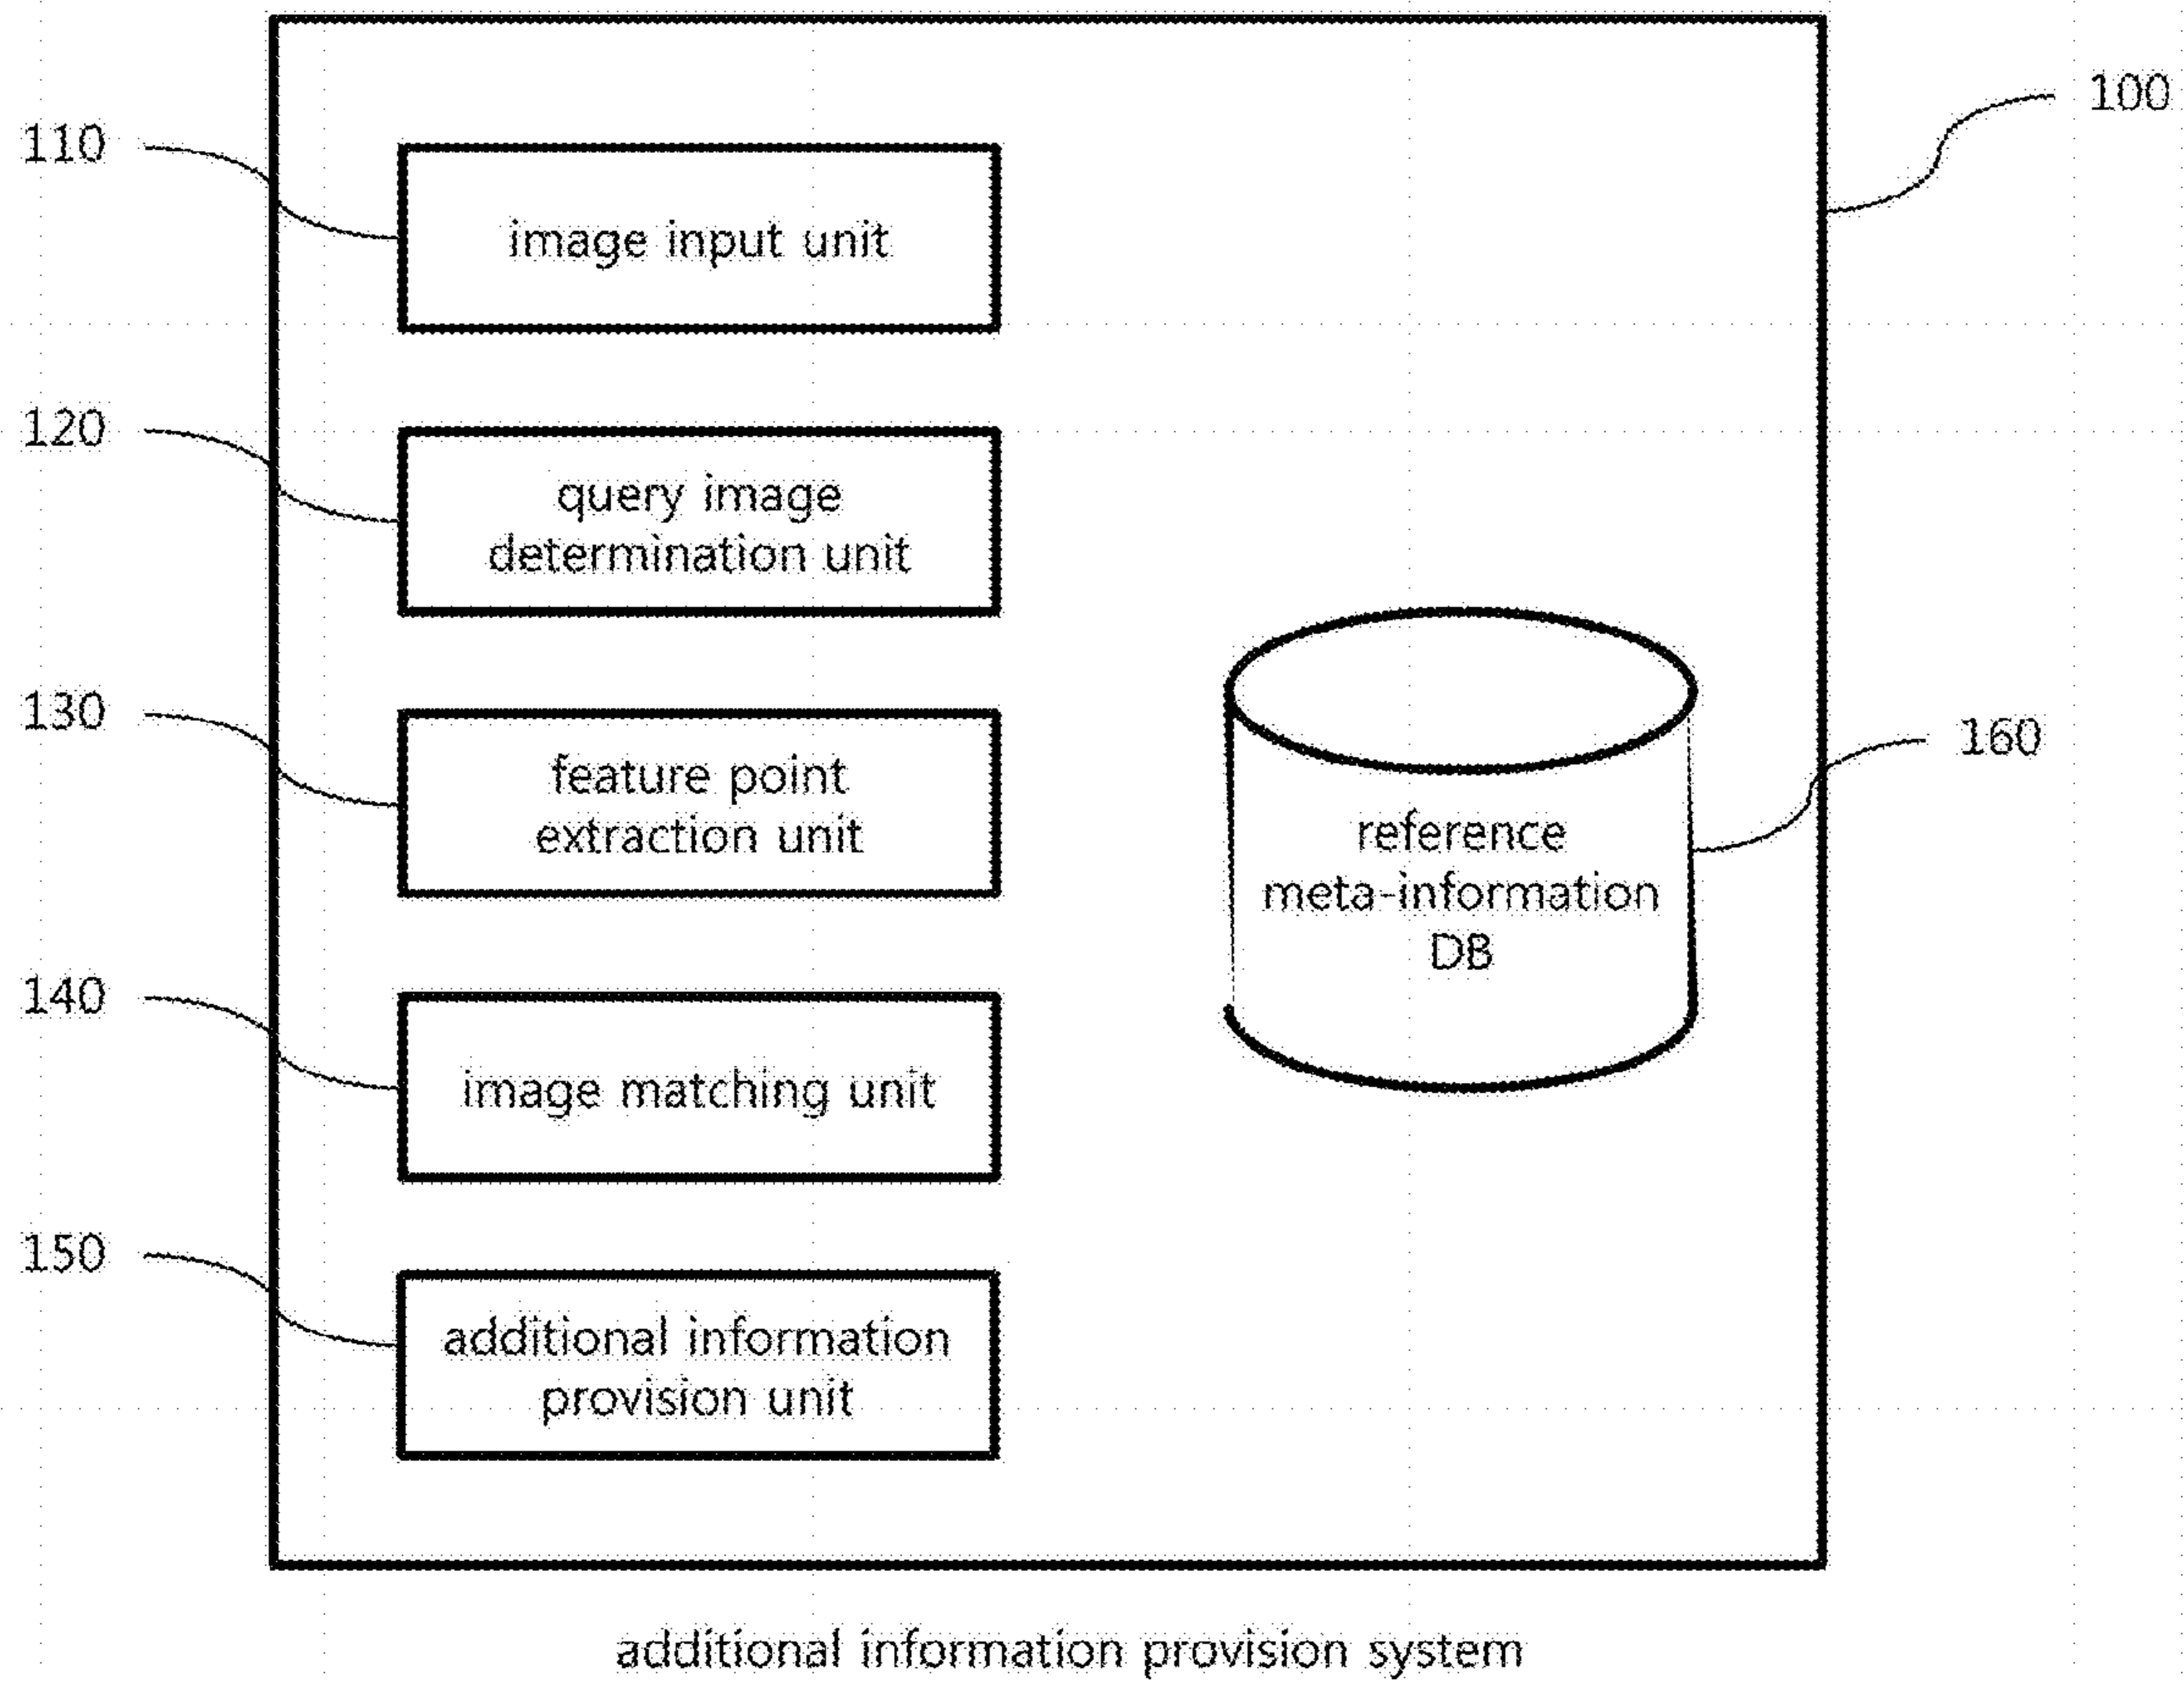 100
110
image input unit
120
query image
determination unit
130
feature point
extraction unit
160
reference
meta-information
DB
140
image matching unit
150
additional information
provision unit
additional information provision system